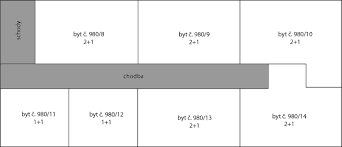 schody
byt č. 980/8
2+1
byt č. 980/9
2+1
byt č. 980/10
2+1
chodba
byt č. 980/11
1+1
byt č. 980/12
1+1
byt č. 980/13
2+1
byt č. 980/14
2+1